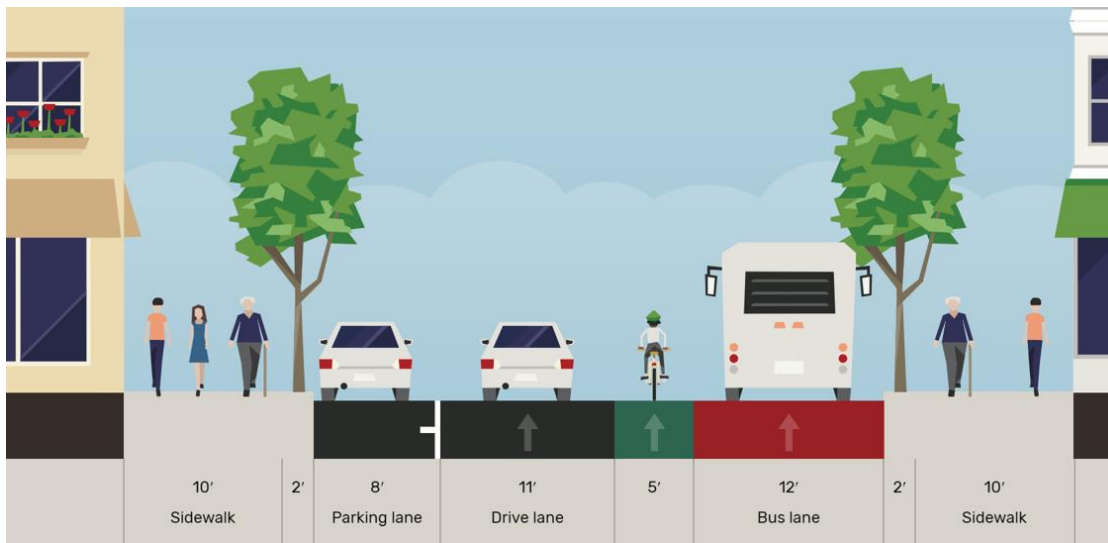 10′ 2′ 8′ 11′ 5′ 12′ 2′ 10′
Sidewalk Parking lane Drive lane Bus lane Sidewalk